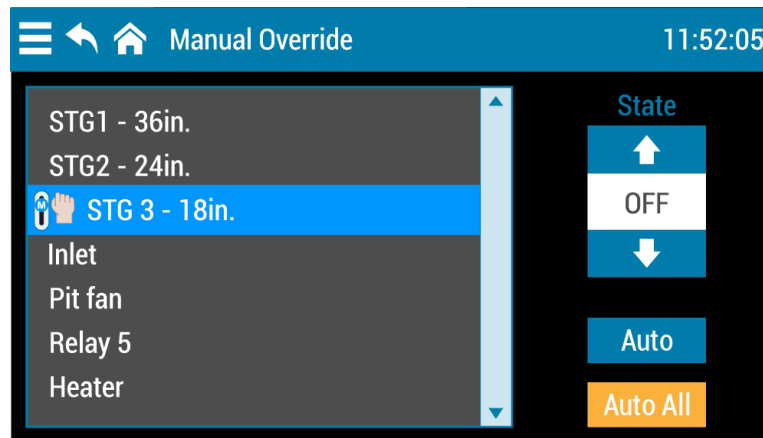 Manual Override 11:52:05
STG1 - 36in.
STG2 - 24in.
M STG 3 - 18in.
Inlet
Pit fan
Relay 5
Heater
State
OFF
Auto
Auto All